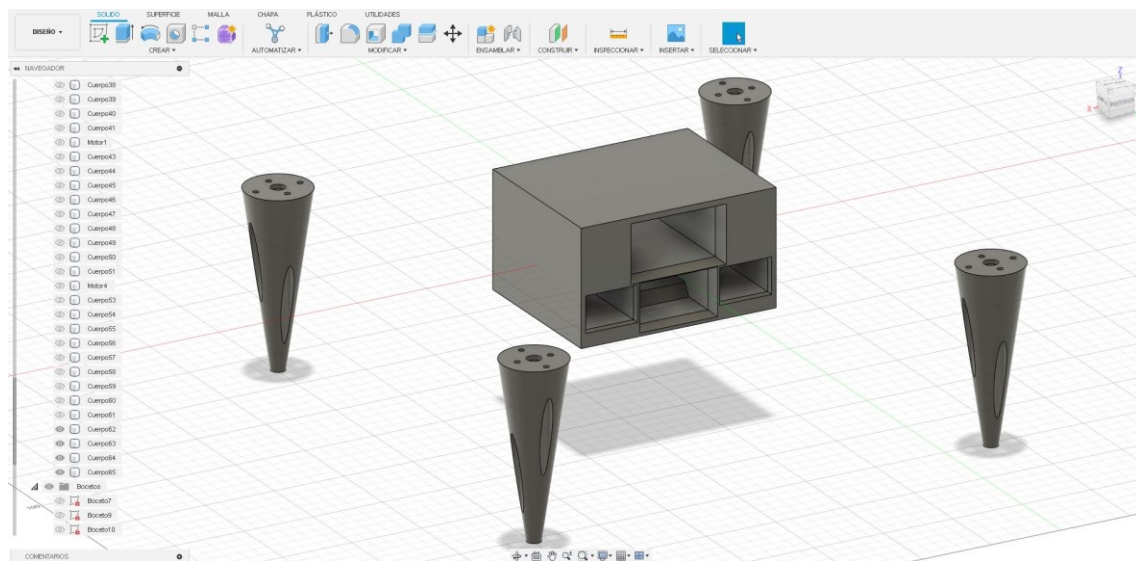 SOLIDO SUPERFICIE MALLA CHAPA PLÁSTICO UTILIDADES
DISEÑO
CREAR AUTOMATIZAR MODIFICAR ENSAMBLAR CONSTRUIR INSPECCIONAR INSERTAR SELECCIONAR
NAVEGADOR
Cuerpo38
Cuerpo39
Cuerpo40
Cuerpo41
Motor1
Cuerpo43
Cuerpo44
Cuerpo45
Cuerpo46
Cuerpo47
Cuerpo48
Cuerpo49
Cuerpo50
Cuerpo51
Motor4
Cuerpo53
Cuerpo54
Cuerpo55
Cuerpo56
Cuerpo57
Cuerpo58
Cuerpo59
Cuerpo60
Cuerpo61
Cuerpo62
Cuerpo63
Cuerpo64
Cuerpo65
Bocetos
Boceto7
Boceto9
Boceto10
COMENTARIOS
Z
X
POSTERIOR